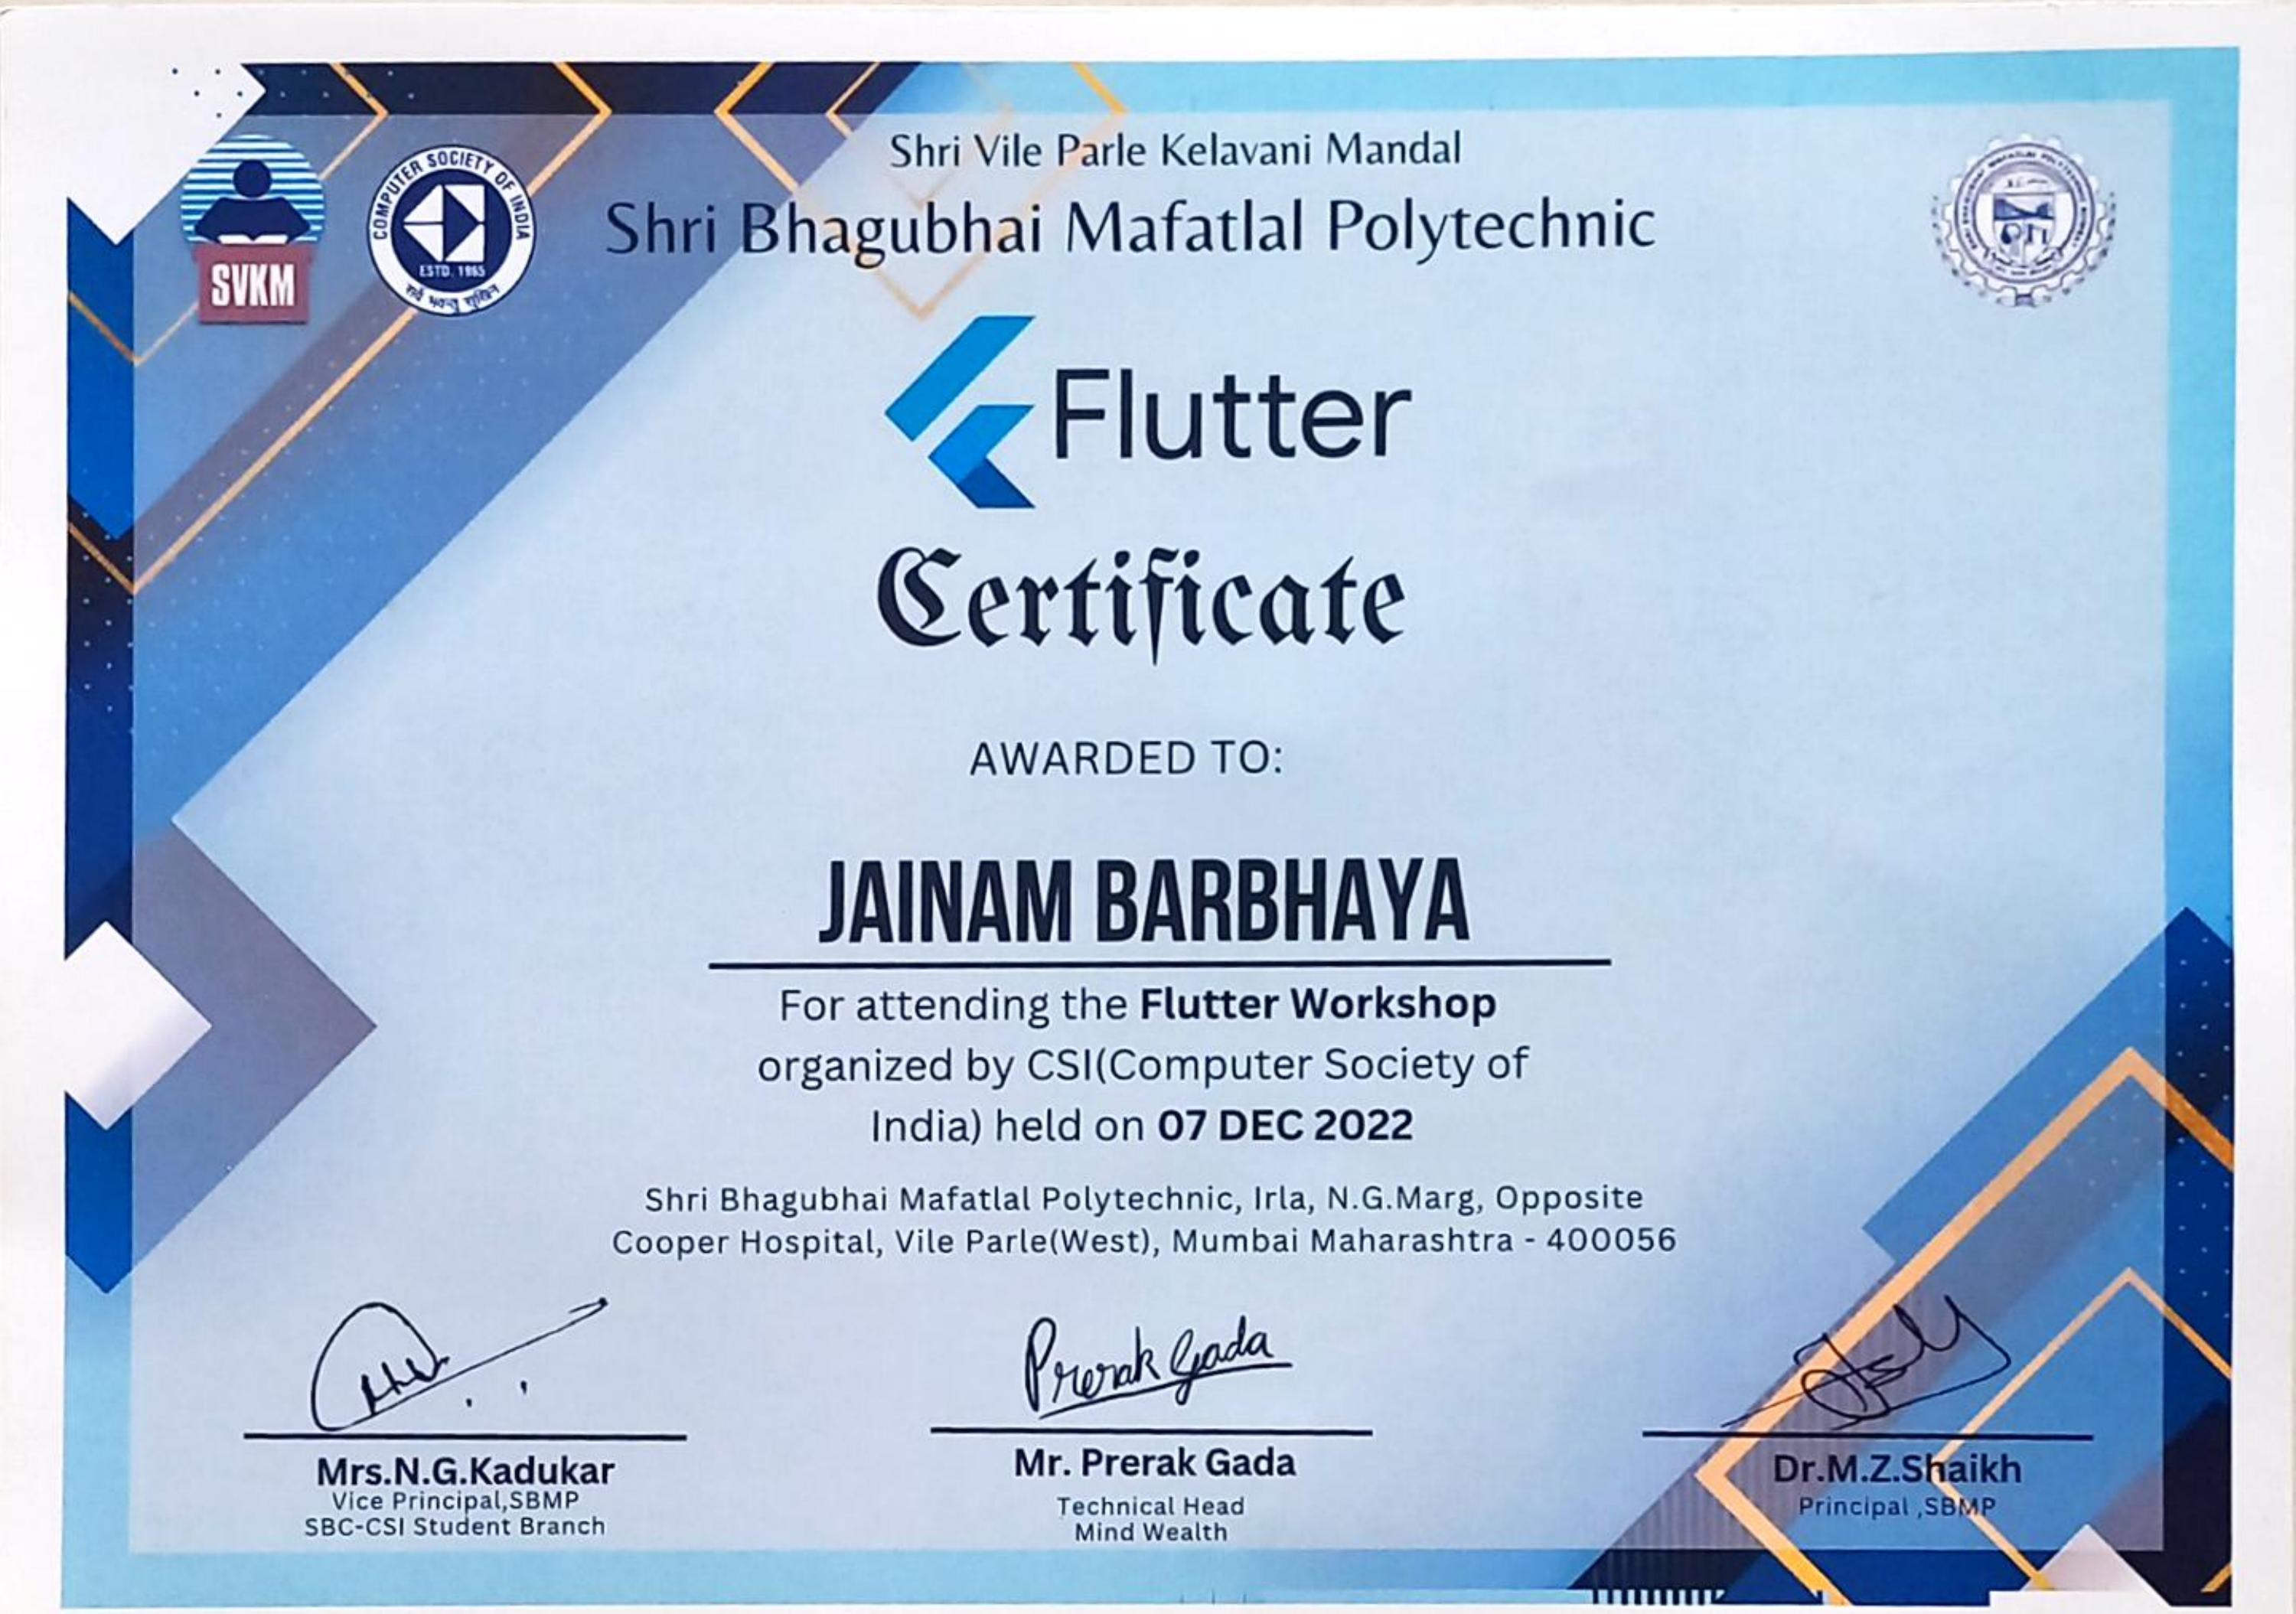 Shri Vile Parle Kelavani Mandal
Shri Bhagubhai Mafatlal Polytechnic
SVKM
COMPUTER SOCIETY OF INDIA
ESTD. 1965
Flutter
Certificate
AWARDED TO:
JAINAM BARBHAYA
For attending the Flutter Workshop
organized by CSI(Computer Society of
India) held on 07 DEC 2022
Shri Bhagubhai Mafatlal Polytechnic, Irla, N.G.Marg, Opposite
Cooper Hospital, Vile Parle(West), Mumbai Maharashtra - 400056
Prerak Gada
Mrs.N.G.Kadukar
Vice Principal,SBMP
SBC-CSI Student Branch
Mr. Prerak Gada
Technical Head
Mind Wealth
Dr.M.Z.Shaikh
Principal ,SBMP